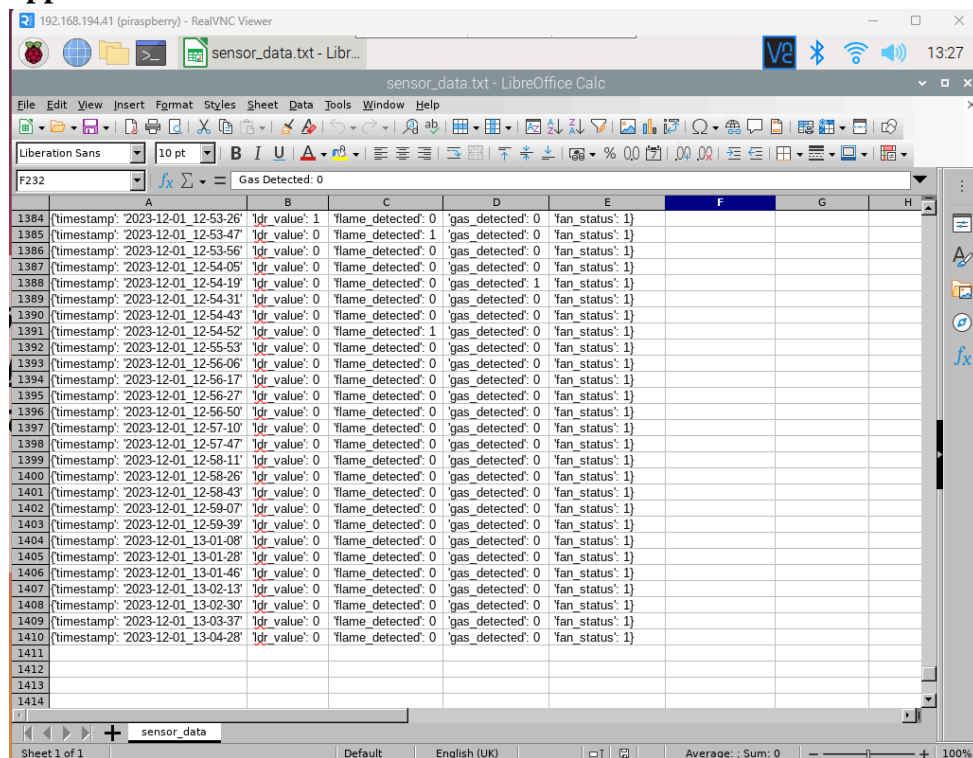 192.168.194.41 (piraspberry) - RealVNC Viewer
sensor_data.txt - Libr...
13:27
sensor_data.txt - LibreOffice Calc
File Edit View Insert Format Styles Sheet Data Tools Window Help
Liberation Sans 10 pt
F232 Gas Detected: 0
A B C D E F G H
1384 {'timestamp': '2023-12-01_12-53-26' 'ldr_value': 1 'flame_detected': 0 'gas_detected': 0 'fan_status': 1}
1385 {'timestamp': '2023-12-01_12-53-47' 'ldr_value': 0 'flame_detected': 1 'gas_detected': 0 'fan_status': 1}
1386 {'timestamp': '2023-12-01_12-53-56' 'ldr_value': 0 'flame_detected': 0 'gas_detected': 0 'fan_status': 1}
1387 {'timestamp': '2023-12-01_12-54-05' 'ldr_value': 0 'flame_detected': 0 'gas_detected': 0 'fan_status': 1}
1388 {'timestamp': '2023-12-01_12-54-19' 'ldr_value': 0 'flame_detected': 0 'gas_detected': 1 'fan_status': 1}
1389 {'timestamp': '2023-12-01_12-54-31' 'ldr_value': 0 'flame_detected': 0 'gas_detected': 0 'fan_status': 1}
1390 {'timestamp': '2023-12-01_12-54-43' 'ldr_value': 0 'flame_detected': 0 'gas_detected': 0 'fan_status': 1}
1391 {'timestamp': '2023-12-01_12-54-52' 'ldr_value': 0 'flame_detected': 1 'gas_detected': 0 'fan_status': 1}
1392 {'timestamp': '2023-12-01_12-55-53' 'ldr_value': 0 'flame_detected': 0 'gas_detected': 0 'fan_status': 1}
1393 {'timestamp': '2023-12-01_12-56-06' 'ldr_value': 0 'flame_detected': 0 'gas_detected': 0 'fan_status': 1}
1394 {'timestamp': '2023-12-01_12-56-17' 'ldr_value': 0 'flame_detected': 0 'gas_detected': 0 'fan_status': 1}
1395 {'timestamp': '2023-12-01_12-56-27' 'ldr_value': 0 'flame_detected': 0 'gas_detected': 0 'fan_status': 1}
1396 {'timestamp': '2023-12-01_12-56-50' 'ldr_value': 0 'flame_detected': 0 'gas_detected': 0 'fan_status': 1}
1397 {'timestamp': '2023-12-01_12-57-10' 'ldr_value': 0 'flame_detected': 0 'gas_detected': 0 'fan_status': 1}
1398 {'timestamp': '2023-12-01_12-57-47' 'ldr_value': 0 'flame_detected': 0 'gas_detected': 0 'fan_status': 1}
1399 {'timestamp': '2023-12-01_12-58-11' 'ldr_value': 0 'flame_detected': 0 'gas_detected': 0 'fan_status': 1}
1400 {'timestamp': '2023-12-01_12-58-26' 'ldr_value': 0 'flame_detected': 0 'gas_detected': 0 'fan_status': 1}
1401 {'timestamp': '2023-12-01_12-58-43' 'ldr_value': 0 'flame_detected': 0 'gas_detected': 0 'fan_status': 1}
1402 {'timestamp': '2023-12-01_12-59-07' 'ldr_value': 0 'flame_detected': 0 'gas_detected': 0 'fan_status': 1}
1403 {'timestamp': '2023-12-01_12-59-39' 'ldr_value': 0 'flame_detected': 0 'gas_detected': 0 'fan_status': 1}
1404 {'timestamp': '2023-12-01_13-01-08' 'ldr_value': 0 'flame_detected': 0 'gas_detected': 0 'fan_status': 1}
1405 {'timestamp': '2023-12-01_13-01-28' 'ldr_value': 0 'flame_detected': 0 'gas_detected': 0 'fan_status': 1}
1406 {'timestamp': '2023-12-01_13-01-46' 'ldr_value': 0 'flame_detected': 0 'gas_detected': 0 'fan_status': 1}
1407 {'timestamp': '2023-12-01_13-02-13' 'ldr_value': 0 'flame_detected': 0 'gas_detected': 0 'fan_status': 1}
1408 {'timestamp': '2023-12-01_13-02-30' 'ldr_value': 0 'flame_detected': 0 'gas_detected': 0 'fan_status': 1}
1409 {'timestamp': '2023-12-01_13-03-37' 'ldr_value': 0 'flame_detected': 0 'gas_detected': 0 'fan_status': 1}
1410 {'timestamp': '2023-12-01_13-04-28' 'ldr_value': 0 'flame_detected': 0 'gas_detected': 0 'fan_status': 1}
1411
1412
1413
1414
sensor_data
Sheet 1 of 1 Default English (UK) Average: ; Sum: 0 100%